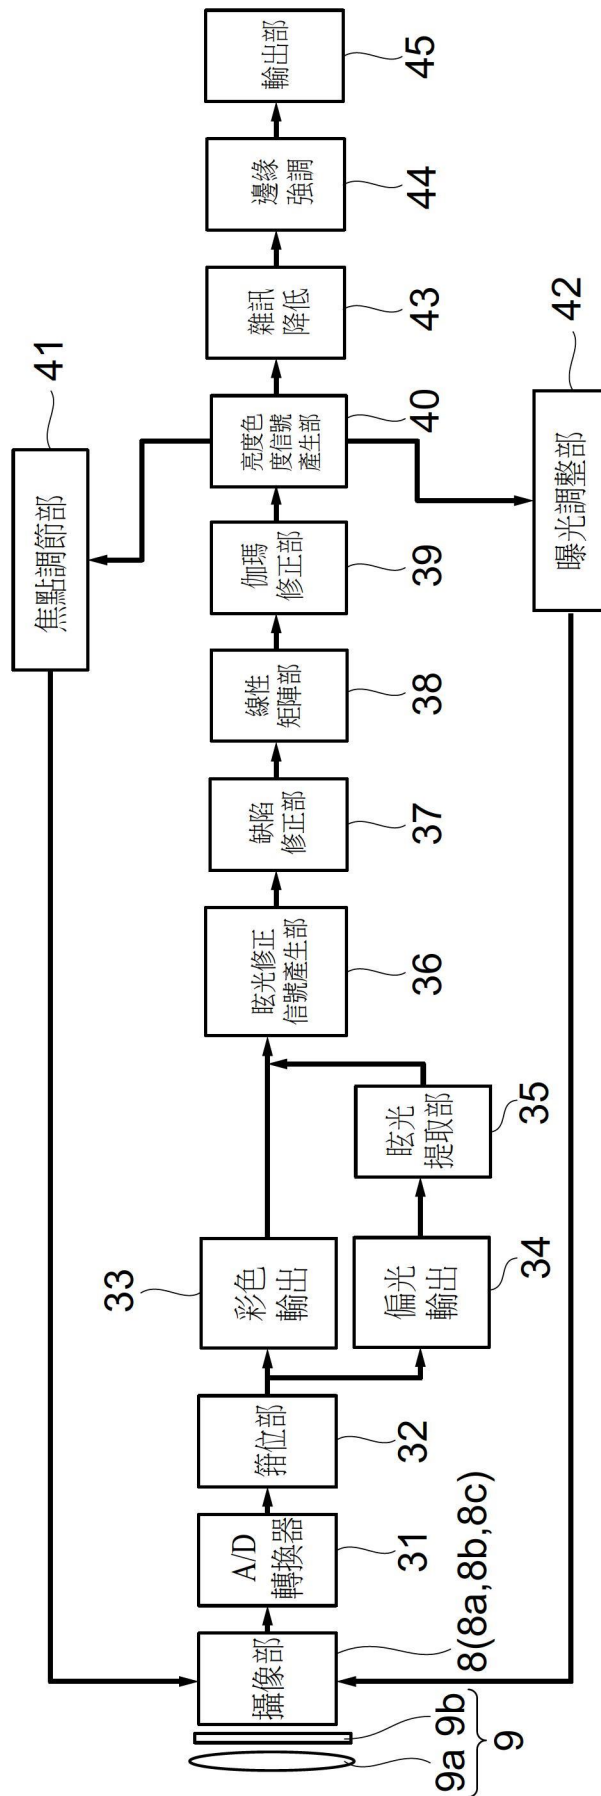 41
焦點調節部
33
彩色
輸出
攝像部
A/D
轉換器
箝位部
眩光修正
信號產生部
缺陷
修正部
線性
矩陣部
伽瑪
修正部
亮度色
度信號
產生部
雜訊
降低
邊緣
強調
輸出部
9a 9b
9
8(8a,8b,8c)
31
32
偏光
輸出
34
眩光
提取部
35
36
37
38
39
40
43
44
45
42
曝光調整部